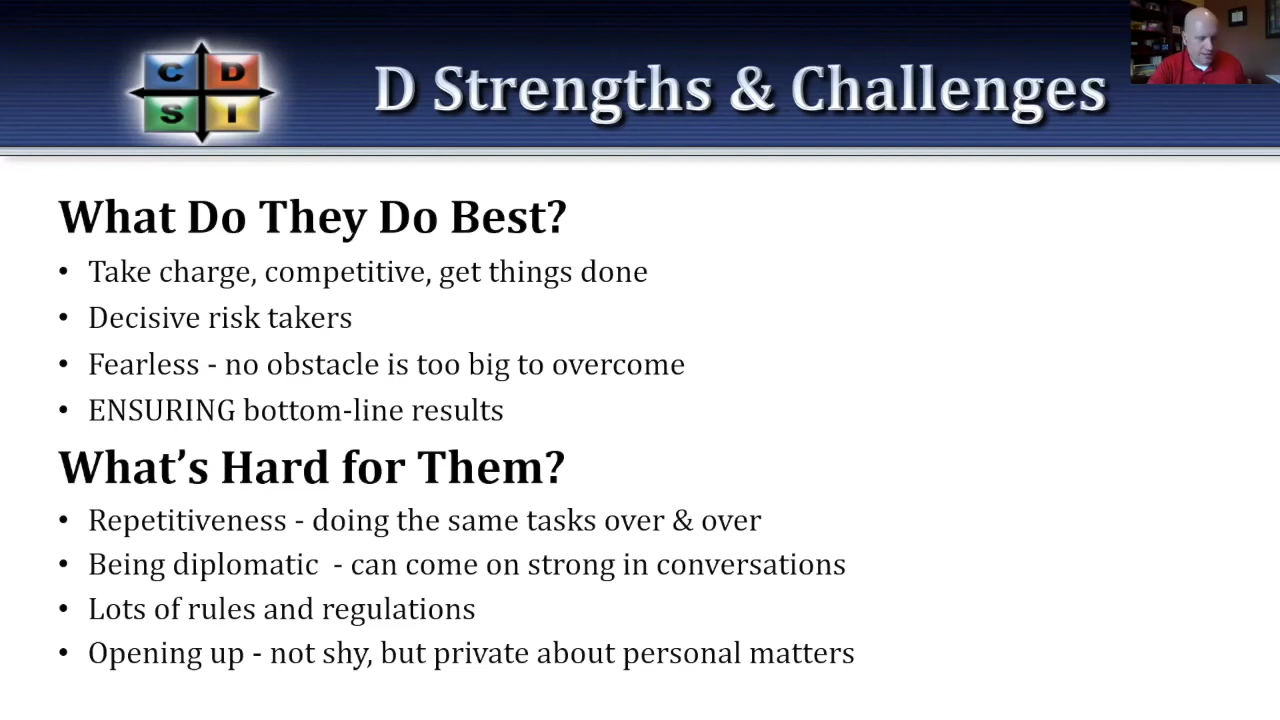 C D
S I
D Strengths & Challenges
What Do They Do Best?
• Take charge, competitive, get things done
• Decisive risk takers
• Fearless - no obstacle is too big to overcome
• ENSURING bottom-line results
What’s Hard for Them?
• Repetitiveness - doing the same tasks over & over
• Being diplomatic  - can come on strong in conversations
• Lots of rules and regulations
• Opening up - not shy, but private about personal matters